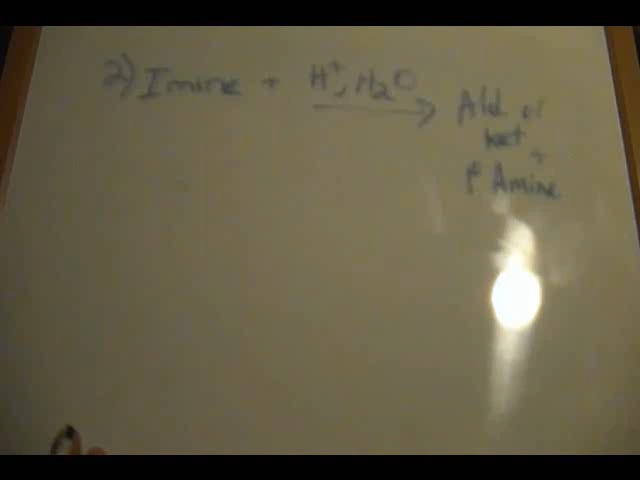 2) Imine + H⁺, H₂O → Ald or
ket
+
1° Amine